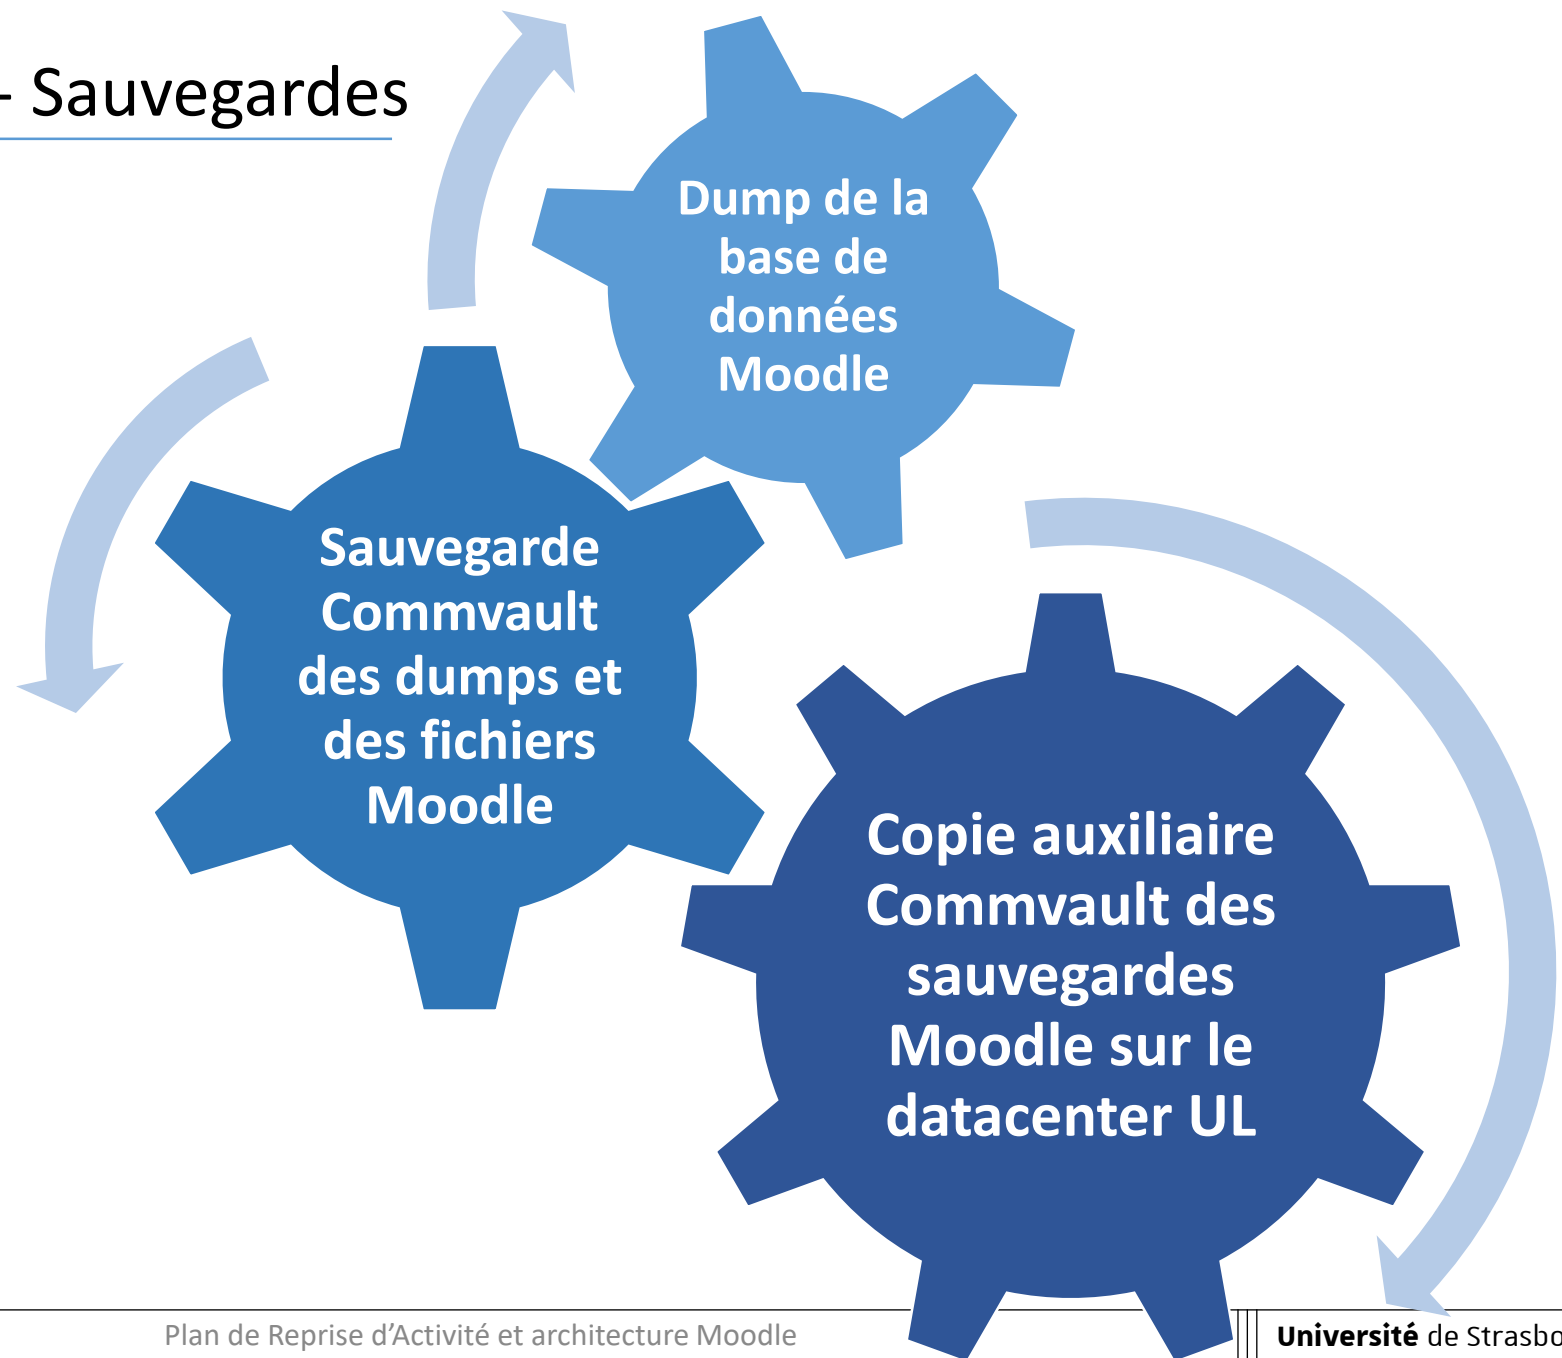 - Sauvegardes
Dump de la
base de
données
Moodle
Sauvegarde
Commvault
des dumps et
des fichiers
Moodle
Copie auxiliaire
Commvault des
sauvegardes
Moodle sur le
datacenter UL
Plan de Reprise d’Activité et architecture Moodle
Université de Strasbo